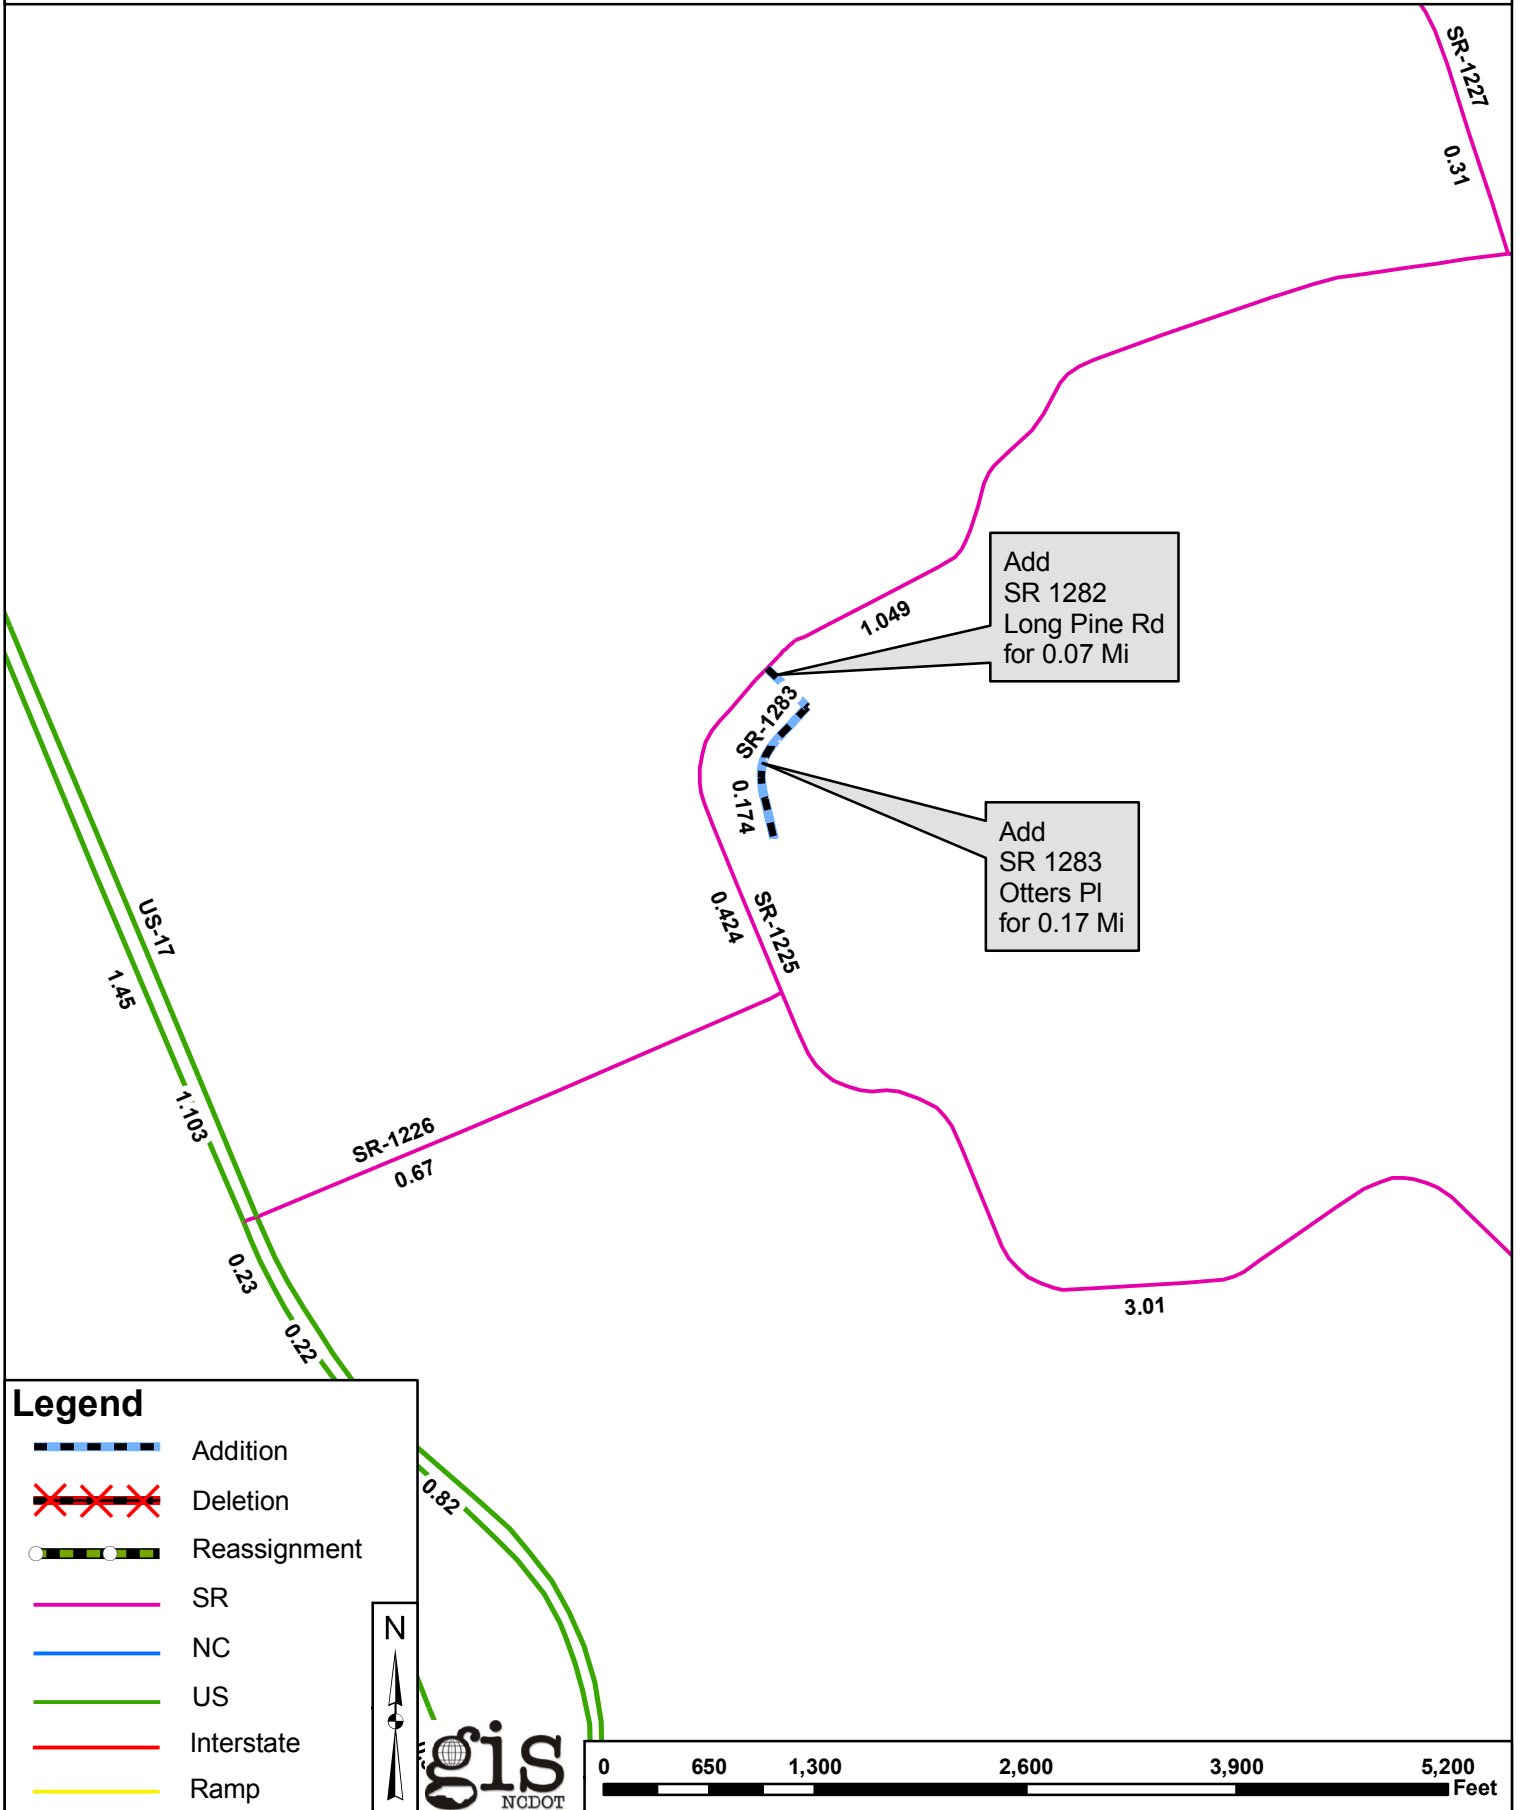 SR-1227
0.31
Add
SR 1282
Long Pine Rd
for 0.07 Mi
1.049
SR-1283
0.174
Add
SR 1283
Otters Pl
for 0.17 Mi
0.424
SR-1225
US-17
1.45
1.103
SR-1226
0.67
0.23
0.22
3.01
Legend
Addition
Deletion
Reassignment
SR
NC
US
Interstate
Ramp
0.82
N
gis
NCDOT
0 650 1,300 2,600 3,900 5,200
Feet